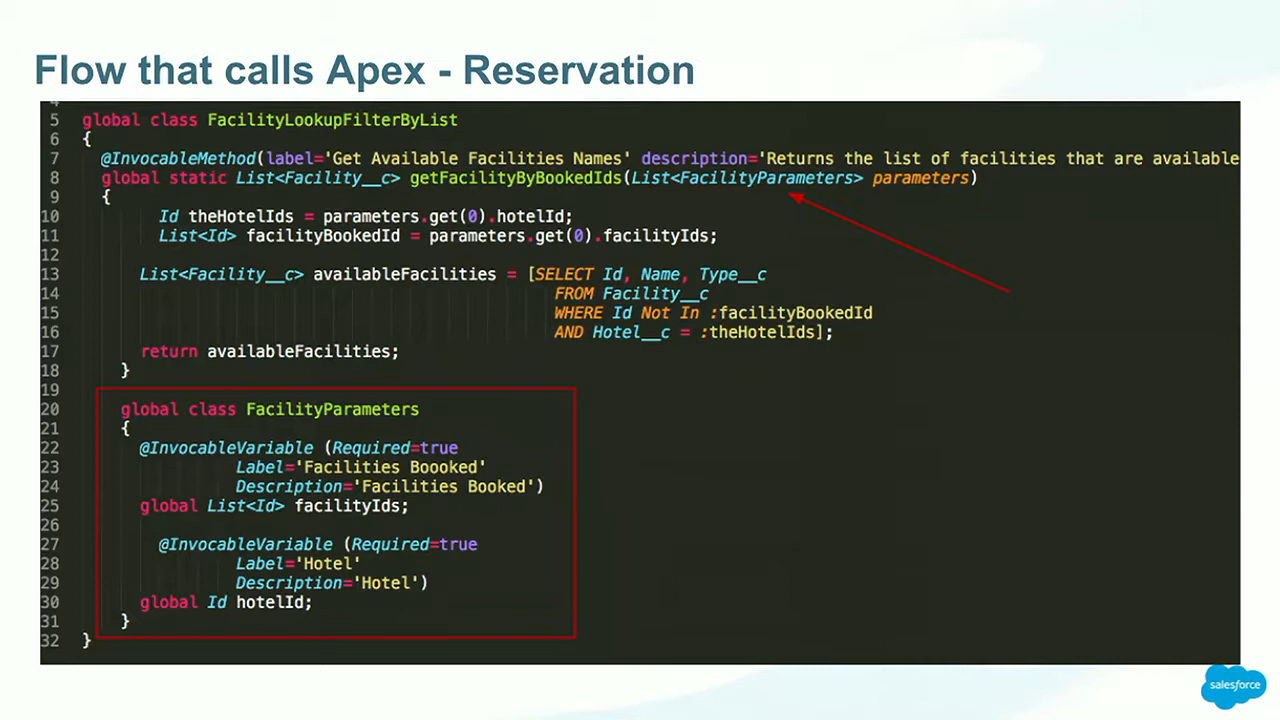 Flow that calls Apex - Reservation
5 global class FacilityLookupFilterByList
6 {
7 @InvocableMethod(label='Get Available Facilities Names' description='Returns the list of facilities that are available
8 global static List<Facility__c> getFacilityByBookedIds(List<FacilityParameters> parameters)
9 {
10 Id theHotelIds = parameters.get(0).hotelId;
11 List<Id> facilityBookedId = parameters.get(0).facilityIds;
12
13 List<Facility__c> availableFacilities = [SELECT Id, Name, Type__c
14 FROM Facility__c
15 WHERE Id Not In :facilityBookedId
16 AND Hotel__c = :theHotelIds];
17 return availableFacilities;
18 }
19
20 global class FacilityParameters
21 {
22 @InvocableVariable (Required=true
23 Label='Facilities Boooked'
24 Description='Facilities Booked')
25 global List<Id> facilityIds;
26
27 @InvocableVariable (Required=true
28 Label='Hotel'
29 Description='Hotel')
30 global Id hotelId;
31 }
32 }
salesforce